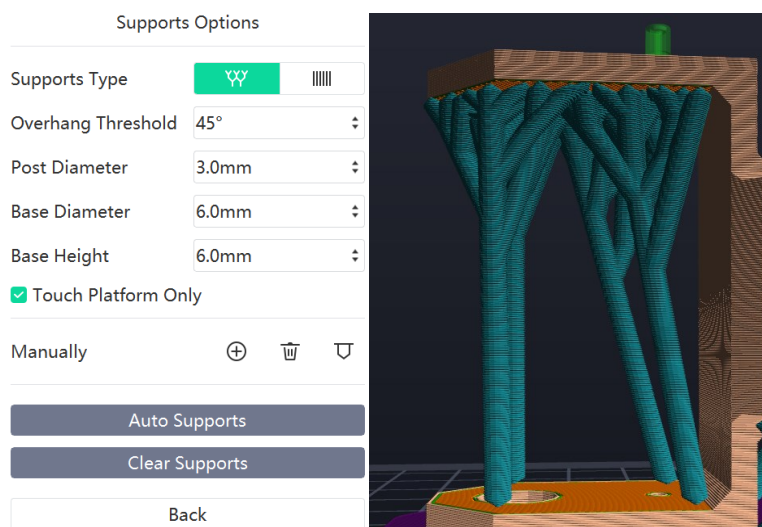 Supports Options
Supports Type
Overhang Threshold 45°
Post Diameter 3.0mm
Base Diameter 6.0mm
Base Height 6.0mm
Touch Platform Only
Manually
Auto Supports
Clear Supports
Back